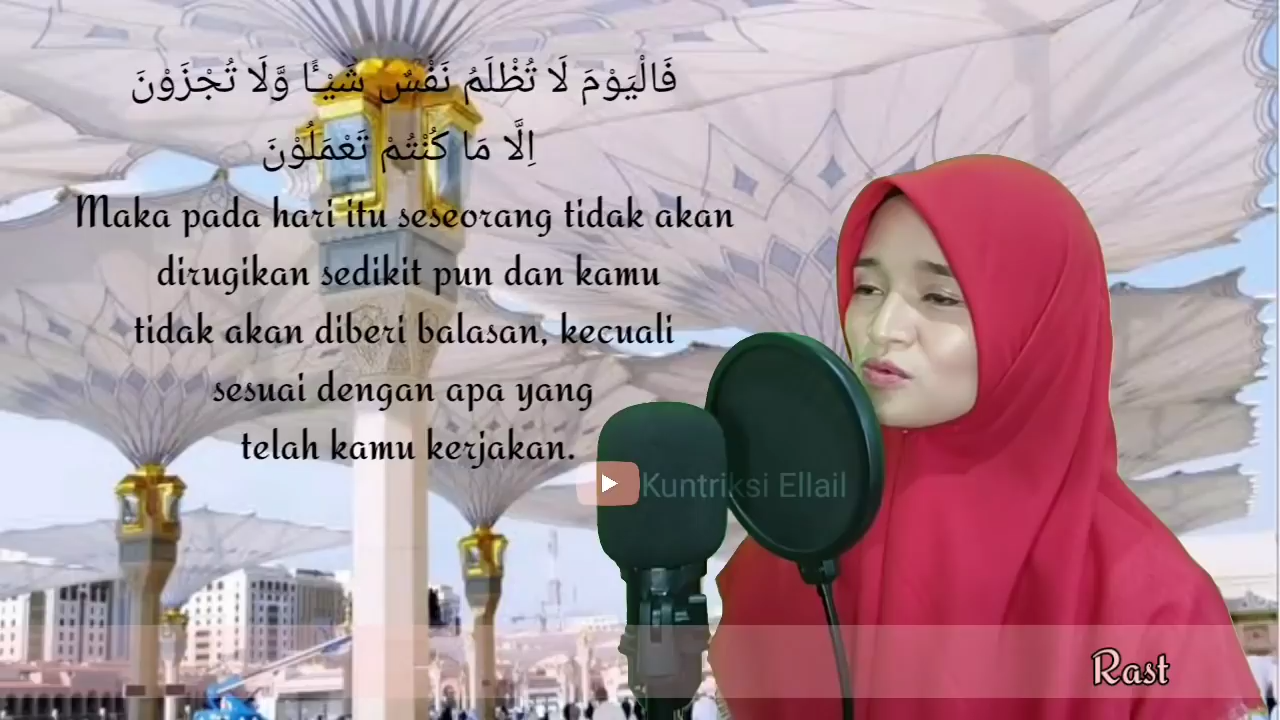 فَالْيَوْمَ لَا تُظْلَمُ نَفْسٌ شَيْـًٔا وَّلَا تُجْزَوْنَ
اِلَّا مَا كُنْتُمْ تَعْمَلُوْنَ
Maka pada hari itu seseorang tidak akan
dirugikan sedikit pun dan kamu
tidak akan diberi balasan, kecuali
sesuai dengan apa yang
telah kamu kerjakan.
Kuntriksi Ellail
Rast